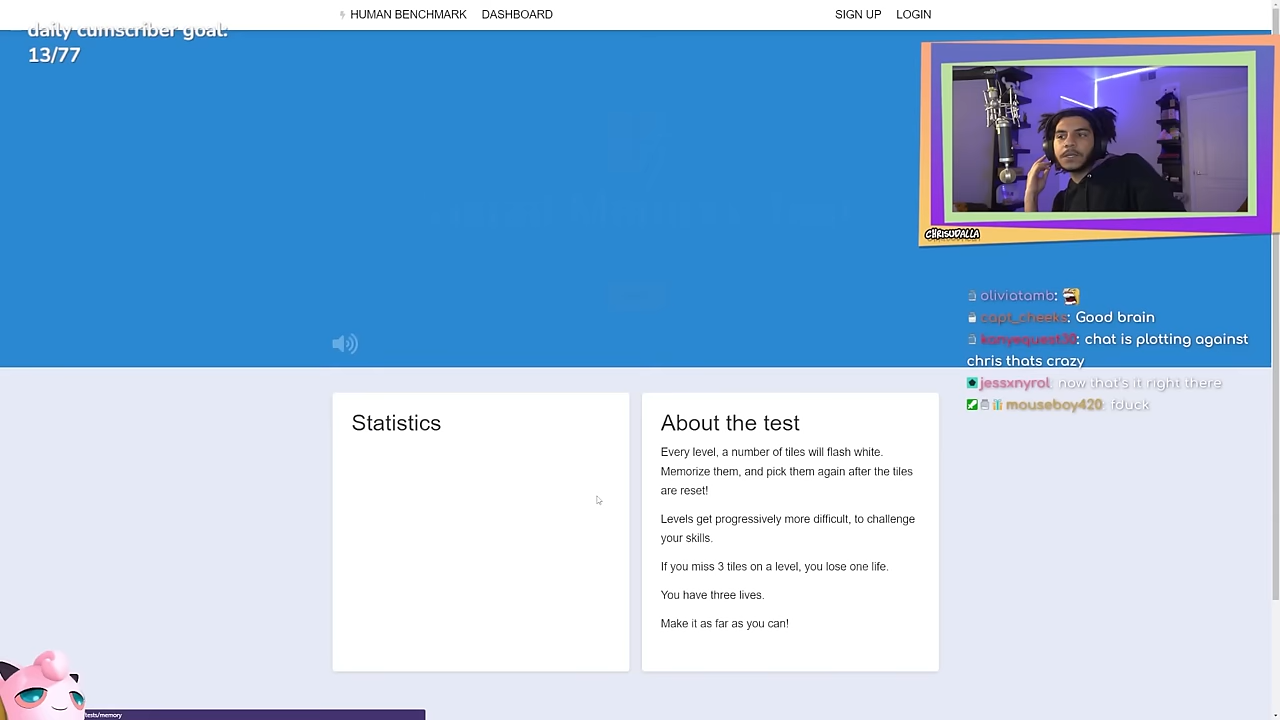 HUMAN BENCHMARK
DASHBOARD
SIGN UP
LOGIN
daily cumscriber goal:
13/77
CHRISUDALLA
oliviatamb:
capt_cheeks: Good brain
kanyequest30: chat is plotting against
chris thats crazy
jessxnyrol: now that's it right there
mouseboy420: fduck
Statistics
About the test
Every level, a number of tiles will flash white.
Memorize them, and pick them again after the tiles
are reset!
Levels get progressively more difficult, to challenge
your skills.
If you miss 3 tiles on a level, you lose one life.
You have three lives.
Make it as far as you can!
tests/memory